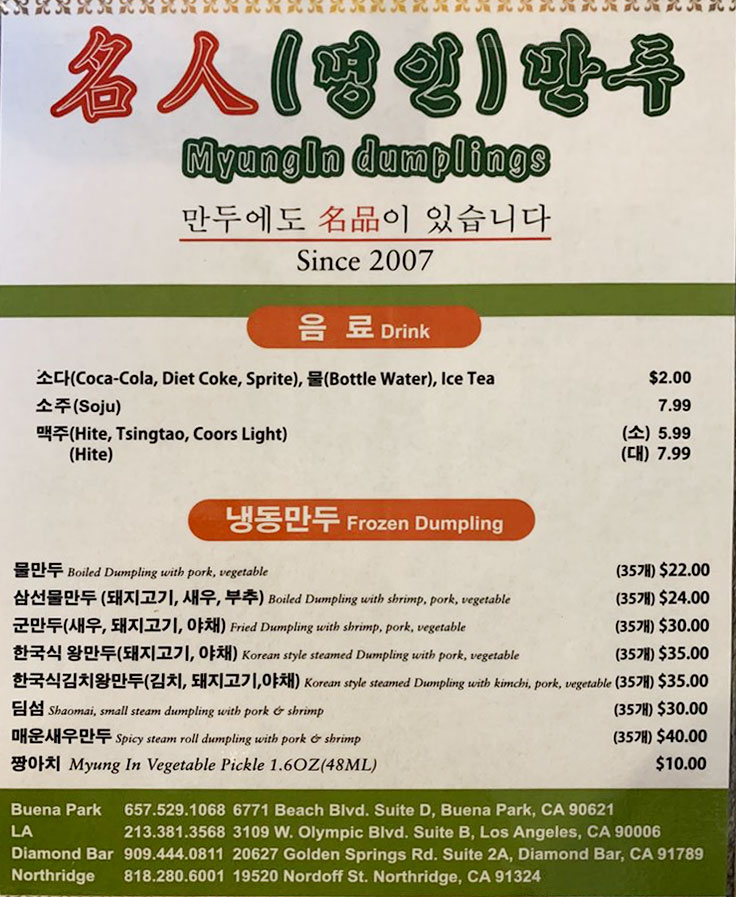 名人(명인)만두
MyungIn dumplings
만두에도 名品이 있습니다
Since 2007
음 료 Drink
소다(Coca-Cola, Diet Coke, Sprite), 물(Bottle Water), Ice Tea $2.00
소주(Soju) 7.99
맥주(Hite, Tsingtao, Coors Light) (소) 5.99
(Hite) (대) 7.99
냉동만두 Frozen Dumpling
물만두 Boiled Dumpling with pork, vegetable (35개) $22.00
삼선물만두 (돼지고기, 새우, 부추) Boiled Dumpling with shrimp, pork, vegetable (35개) $24.00
군만두(새우, 돼지고기, 야채) Fried Dumpling with shrimp, pork, vegetable (35개) $30.00
한국식 왕만두(돼지고기, 야채) Korean style steamed Dumpling with pork, vegetable (35개) $35.00
한국식김치왕만두(김치, 돼지고기,야채) Korean style steamed Dumpling with kimchi, pork, vegetable (35개) $35.00
딤섬 Shaomai, small steam dumpling with pork & shrimp (35개) $30.00
매운새우만두 Spicy steam roll dumpling with pork & shrimp (35개) $40.00
짱아치 Myung In Vegetable Pickle 1.6OZ(48ML) $10.00
Buena Park 657.529.1068 6771 Beach Blvd. Suite D, Buena Park, CA 90621
LA 213.381.3568 3109 W. Olympic Blvd. Suite B, Los Angeles, CA 90006
Diamond Bar 909.444.0811 20627 Golden Springs Rd. Suite 2A, Diamond Bar, CA 91789
Northridge 818.280.6001 19520 Nordoff St. Northridge, CA 91324